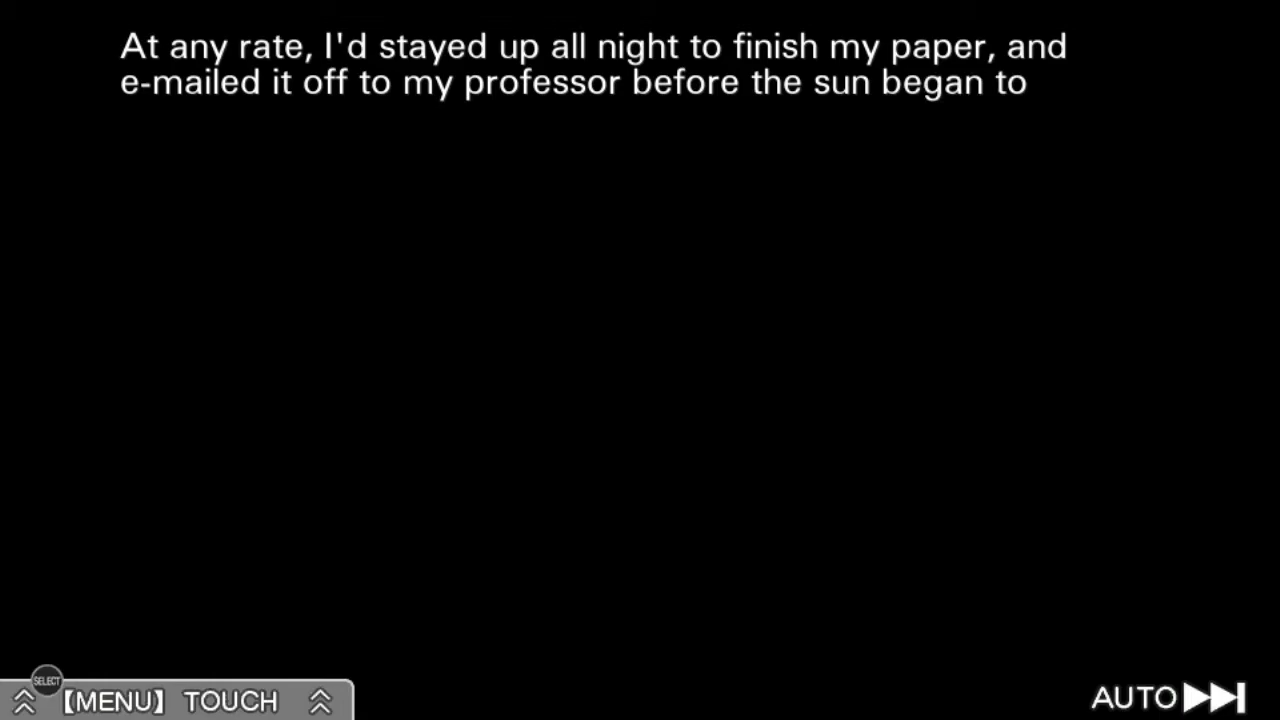 At any rate, I'd stayed up all night to finish my paper, and
e-mailed it off to my professor before the sun began to
SELECT
【MENU】 TOUCH
AUTO